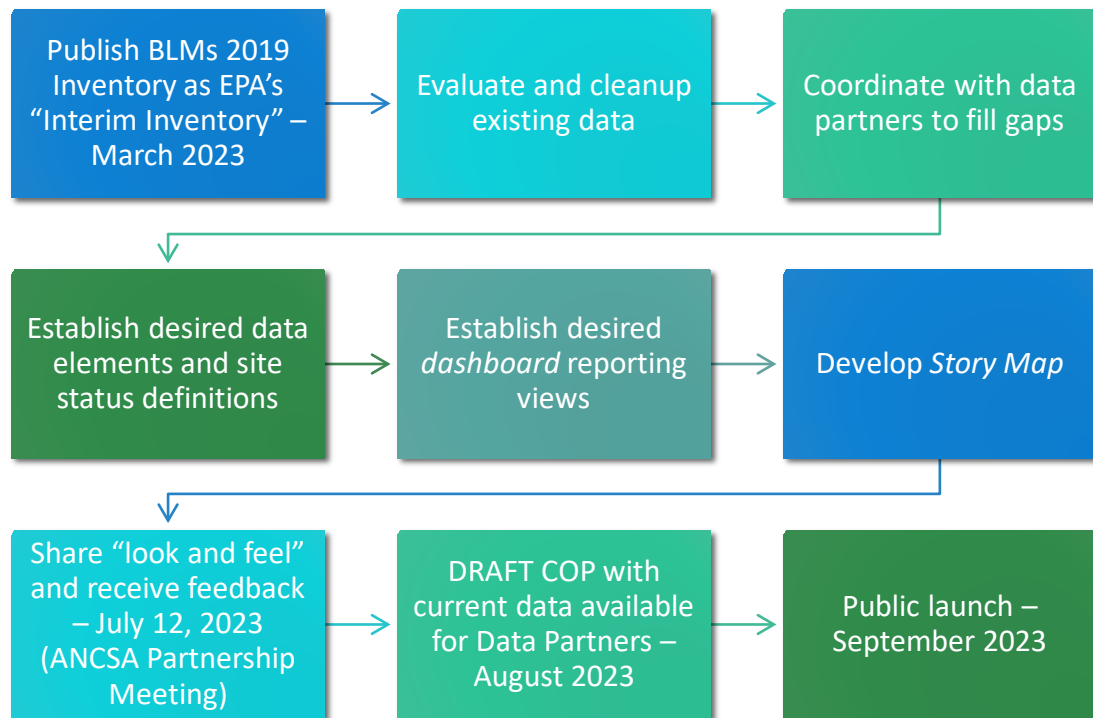 Publish BLMs 2019
Inventory as EPA’s
“Interim Inventory” –
March 2023
Evaluate and cleanup
existing data
Coordinate with data
partners to fill gaps
Establish desired data
elements and site
status definitions
Establish desired
dashboard reporting
views
Develop Story Map
Share “look and feel”
and receive feedback
– July 12, 2023
(ANCSA Partnership
Meeting)
DRAFT COP with
current data available
for Data Partners –
August 2023
Public launch –
September 2023